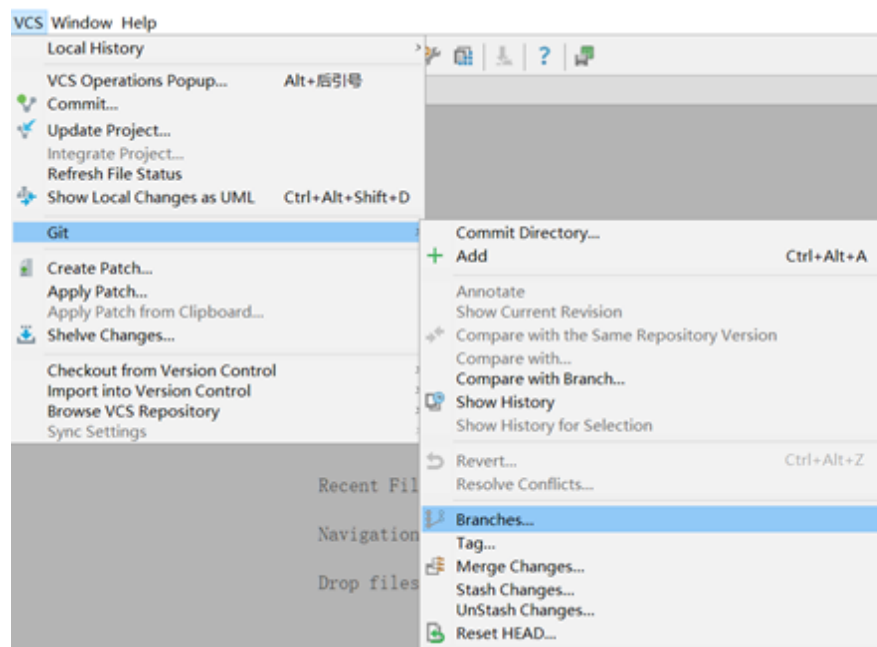 VCS Window Help
Local History
VCS Operations Popup... Alt+后引号
Commit...
Update Project...
Integrate Project...
Refresh File Status
Show Local Changes as UML Ctrl+Alt+Shift+D
Git
Create Patch...
Apply Patch...
Apply Patch from Clipboard...
Shelve Changes...
Checkout from Version Control
Import into Version Control
Browse VCS Repository
Sync Settings
Commit Directory...
Add Ctrl+Alt+A
Annotate
Show Current Revision
Compare with the Same Repository Version
Compare with...
Compare with Branch...
Show History
Show History for Selection
Revert... Ctrl+Alt+Z
Resolve Conflicts...
Branches...
Tag...
Merge Changes...
Stash Changes...
UnStash Changes...
Reset HEAD...
Recent Fil
Navigation
Drop files